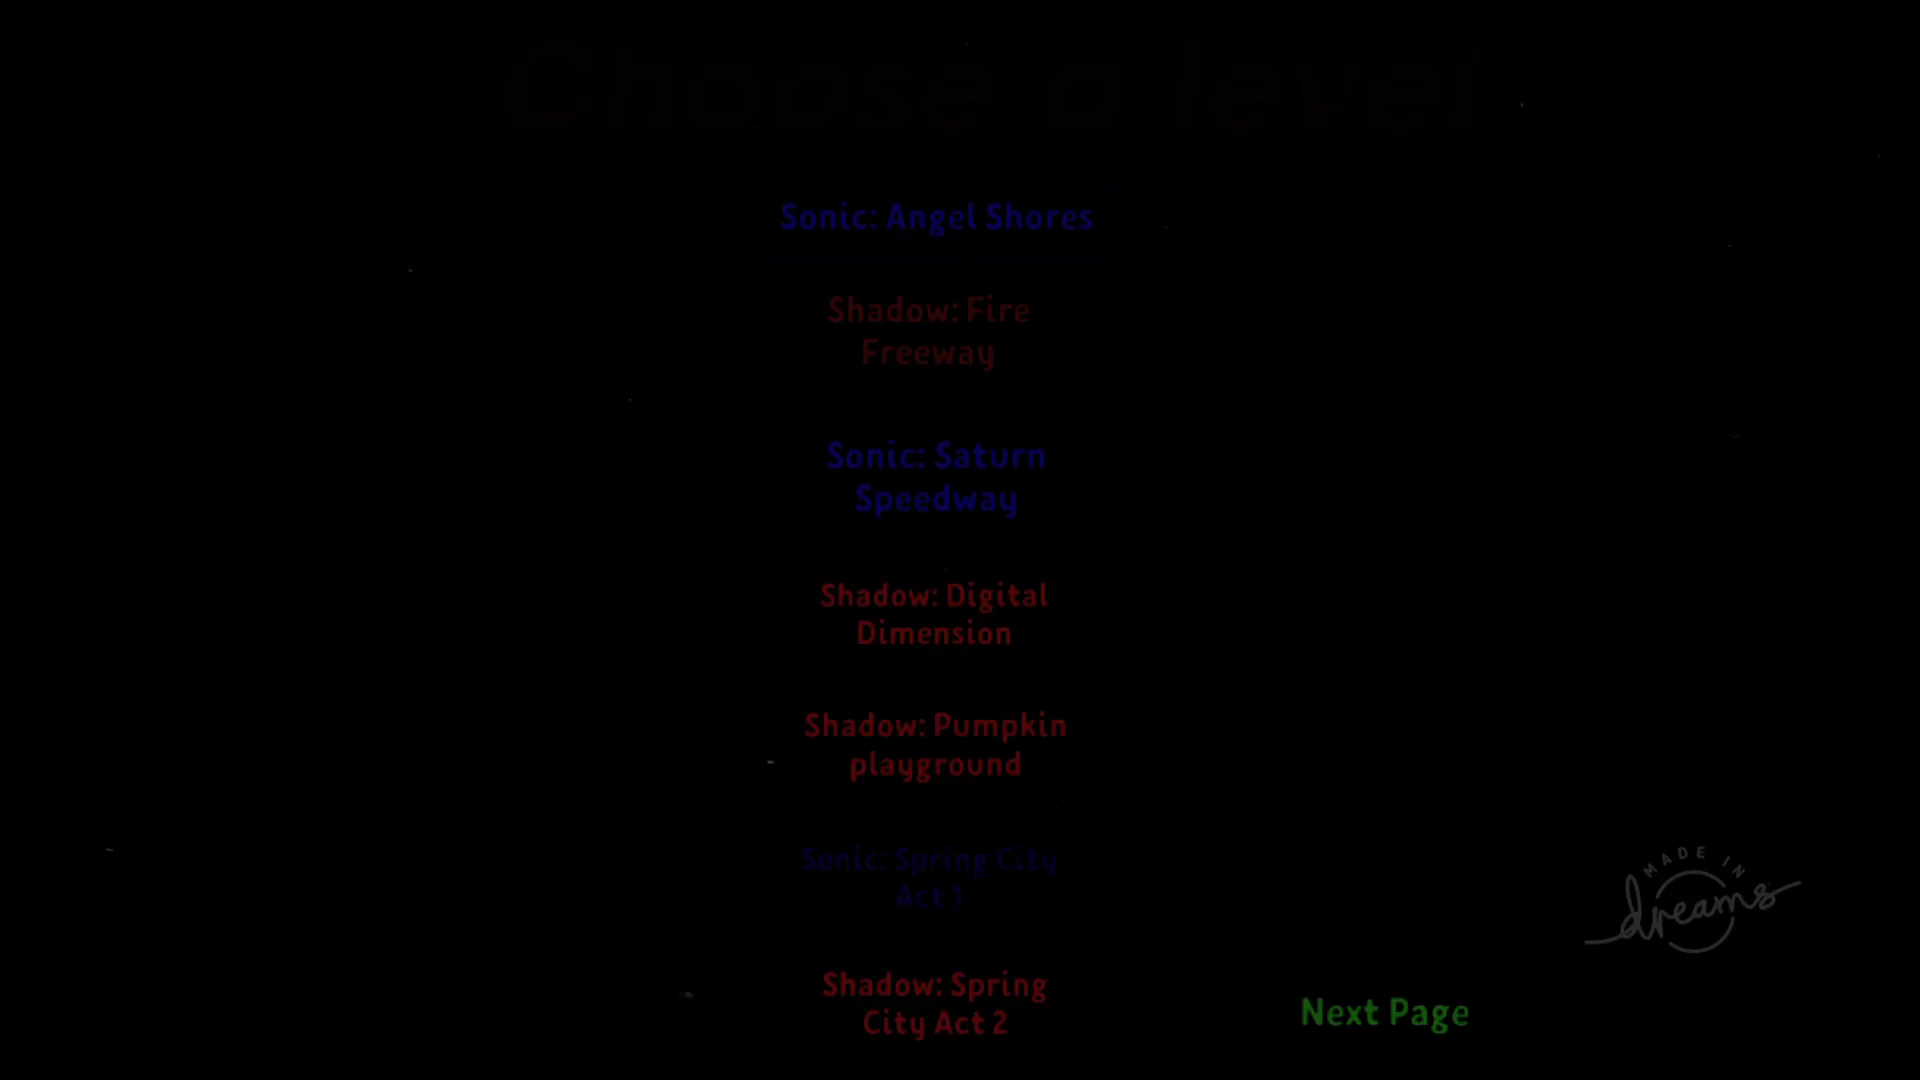 Choose a level
Sonic: Angel Shores
Shadow: Fire
Freeway
Sonic: Saturn
Speedway
Shadow: Digital
Dimension
Shadow: Pumpkin
playground
Sonic: Spring City
Act 1
Shadow: Spring
City Act 2
Next Page
MADE IN
dreams